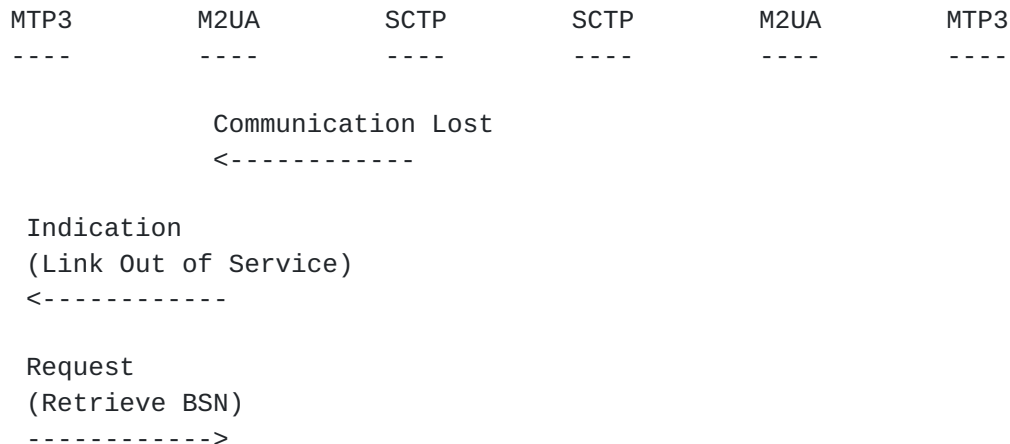 MTP3 M2UA SCTP SCTP M2UA MTP3
---- ---- ---- ---- ---- ----
Communication Lost
<------------
Indication
(Link Out of Service)
<------------
Request
(Retrieve BSN)
------------>